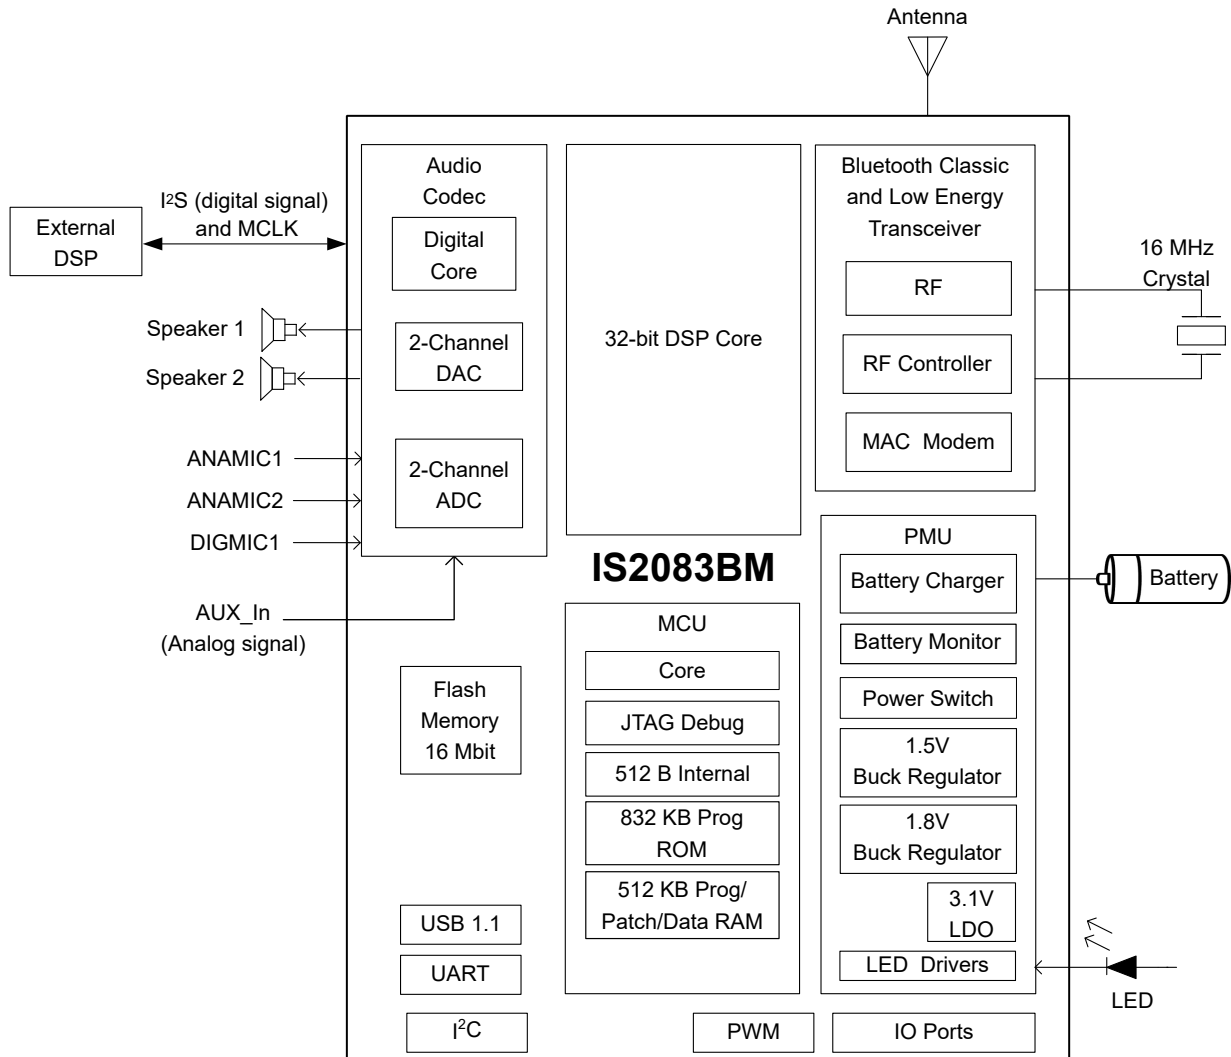 Antenna
Audio
Codec
Digital
Core
2-Channel
DAC
2-Channel
ADC
32-bit DSP Core
Bluetooth Classic
and Low Energy
Transceiver
RF
RF Controller
MAC Modem
16 MHz
Crystal
I²S (digital signal)
and MCLK
External
DSP
Speaker 1
Speaker 2
ANAMIC1
ANAMIC2
DIGMIC1
AUX_In
(Analog signal)
IS2083BM
PMU
Battery Charger
Battery
Battery Monitor
Power Switch
1.5V
Buck Regulator
1.8V
Buck Regulator
3.1V
LDO
LED Drivers
LED
MCU
Core
JTAG Debug
512 B Internal
832 KB Prog
ROM
512 KB Prog/
Patch/Data RAM
Flash
Memory
16 Mbit
USB 1.1
UART
I²C
PWM
IO Ports